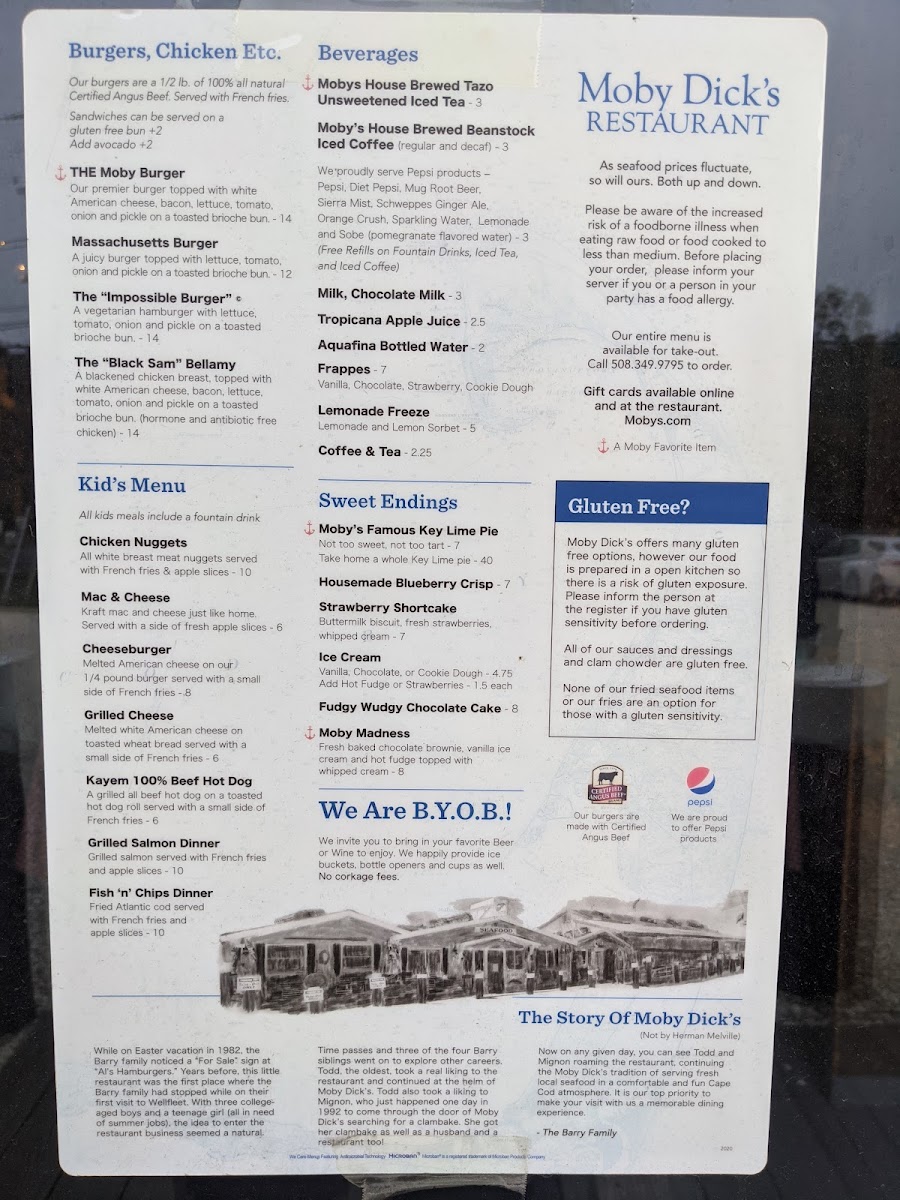 Burgers, Chicken Etc.
Our burgers are a 1/2 lb. of 100% all natural
Certified Angus Beef. Served with French fries.
Sandwiches can be served on a
gluten free bun +2
Add avocado +2
THE Moby Burger
Our premier burger topped with white
American cheese, bacon, lettuce, tomato,
onion and pickle on a toasted brioche bun. - 14
Massachusetts Burger
A juicy burger topped with lettuce, tomato,
onion and pickle on a toasted brioche bun. - 12
The “Impossible Burger”
A vegetarian hamburger with lettuce,
tomato, onion and pickle on a toasted
brioche bun. - 14
The “Black Sam” Bellamy
A blackened chicken breast, topped with
white American cheese, bacon, lettuce,
tomato, onion and pickle on a toasted
brioche bun. (hormone and antibiotic free
chicken) - 14
Kid’s Menu
All kids meals include a fountain drink
Chicken Nuggets
All white breast meat nuggets served
with French fries & apple slices - 10
Mac & Cheese
Kraft mac and cheese just like home.
Served with a side of fresh apple slices - 6
Cheeseburger
Melted American cheese on our
1/4 pound burger served with a small
side of French fries - 8
Grilled Cheese
Melted white American cheese on
toasted wheat bread served with a
small side of French fries - 6
Kayem 100% Beef Hot Dog
A grilled all beef hot dog on a toasted
hot dog roll served with a small side of
French fries - 6
Grilled Salmon Dinner
Grilled salmon served with French fries
and apple slices - 10
Fish ‘n’ Chips Dinner
Fried Atlantic cod served
with French fries and
apple slices - 10
Beverages
Mobys House Brewed Tazo
Unsweetened Iced Tea - 3
Moby’s House Brewed Beanstock
Iced Coffee (regular and decaf) - 3
We proudly serve Pepsi products –
Pepsi, Diet Pepsi, Mug Root Beer,
Sierra Mist, Schweppes Ginger Ale,
Orange Crush, Sparkling Water, Lemonade
and Sobe (pomegranate flavored water) - 3
(Free Refills on Fountain Drinks, Iced Tea,
and Iced Coffee)
Milk, Chocolate Milk - 3
Tropicana Apple Juice - 2.5
Aquafina Bottled Water - 2
Frappes - 7
Vanilla, Chocolate, Strawberry, Cookie Dough
Lemonade Freeze
Lemonade and Lemon Sorbet - 5
Coffee & Tea - 2.25
Sweet Endings
Moby’s Famous Key Lime Pie
Not too sweet, not too tart - 7
Take home a whole Key Lime pie - 40
Housemade Blueberry Crisp - 7
Strawberry Shortcake
Buttermilk biscuit, fresh strawberries,
whipped cream - 7
Ice Cream
Vanilla, Chocolate, or Cookie Dough - 4.75
Add Hot Fudge or Strawberries - 1.5 each
Fudgy Wudgy Chocolate Cake - 8
Moby Madness
Fresh baked chocolate brownie, vanilla ice
cream and hot fudge topped with
whipped cream - 8
We Are B.Y.O.B.!
We invite you to bring in your favorite Beer
or Wine to enjoy. We happily provide ice
buckets, bottle openers and cups as well.
No corkage fees.
Moby Dick’s
RESTAURANT
As seafood prices fluctuate,
so will ours. Both up and down.
Please be aware of the increased
risk of a foodborne illness when
eating raw food or food cooked to
less than medium. Before placing
your order, please inform your
server if you or a person in your
party has a food allergy.
Our entire menu is
available for take-out.
Call 508.349.9795 to order.
Gift cards available online
and at the restaurant.
Mobys.com
A Moby Favorite Item
Gluten Free?
Moby Dick’s offers many gluten
free options, however our food
is prepared in a open kitchen so
there is a risk of gluten exposure.
Please inform the person at
the register if you have gluten
sensitivity before ordering.
All of our sauces and dressings
and clam chowder are gluten free.
None of our fried seafood items
or our fries are an option for
those with a gluten sensitivity.
CERTIFIED
ANGUS BEEF
Our burgers are
made with Certified
Angus Beef
pepsi
We are proud
to offer Pepsi
products
SEAFOOD
The Story Of Moby Dick’s
(Not by Herman Melville)
While on Easter vacation in 1982, the
Barry family noticed a “For Sale” sign at
“Al’s Hamburgers.” Years before, this little
restaurant was the first place where the
Barry family had stopped while on their
first visit to Wellfleet. With three college-
aged boys and a teenage girl (all in need
of summer jobs), the idea to enter the
restaurant business seemed a natural.
Time passes and three of the four Barry
siblings went on to explore other careers.
Todd, the oldest, took a real liking to the
restaurant and continued at the helm of
Moby Dick’s. Todd also took a liking to
Mignon, who just happened one day in
1992 to come through the door of Moby
Dick’s searching for a clambake. She got
her clambake as well as a husband and a
restaurant too!
Now on any given day, you can see Todd and
Mignon roaming the restaurant, continuing
the Moby Dick’s tradition of serving fresh
local seafood in a comfortable and fun Cape
Cod atmosphere. It is our top priority to
make your visit with us a memorable dining
experience.
- The Barry Family
We Care Menus Featuring Antibacterial Technology Microban® Microban® is a registered trademark of Microban Products Company